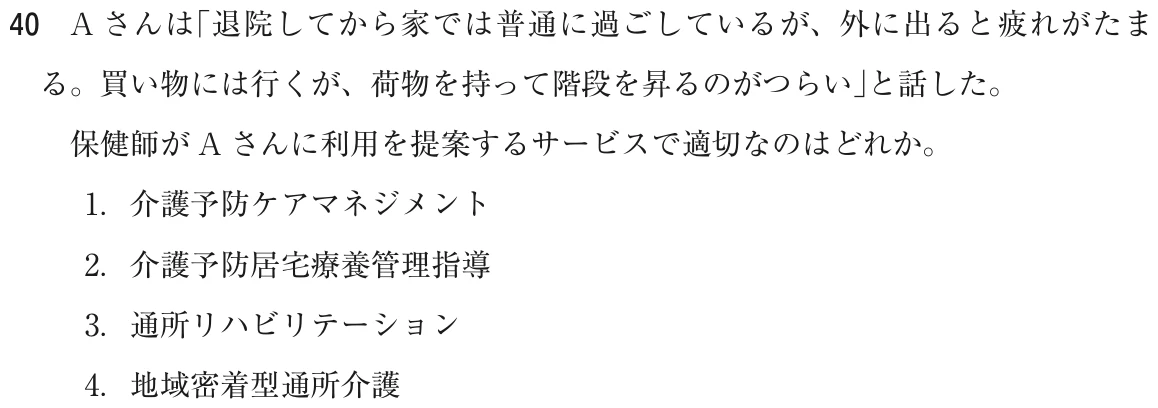 40 Aさんは「退院してから家では普通に過ごしているが、外に出ると疲れがたま
る。買い物には行くが、荷物を持って階段を昇るのがつらい」と話した。
保健師がAさんに利用を提案するサービスで適切なのはどれか。
1. 介護予防ケアマネジメント
2. 介護予防居宅療養管理指導
3. 通所リハビリテーション
4. 地域密着型通所介護